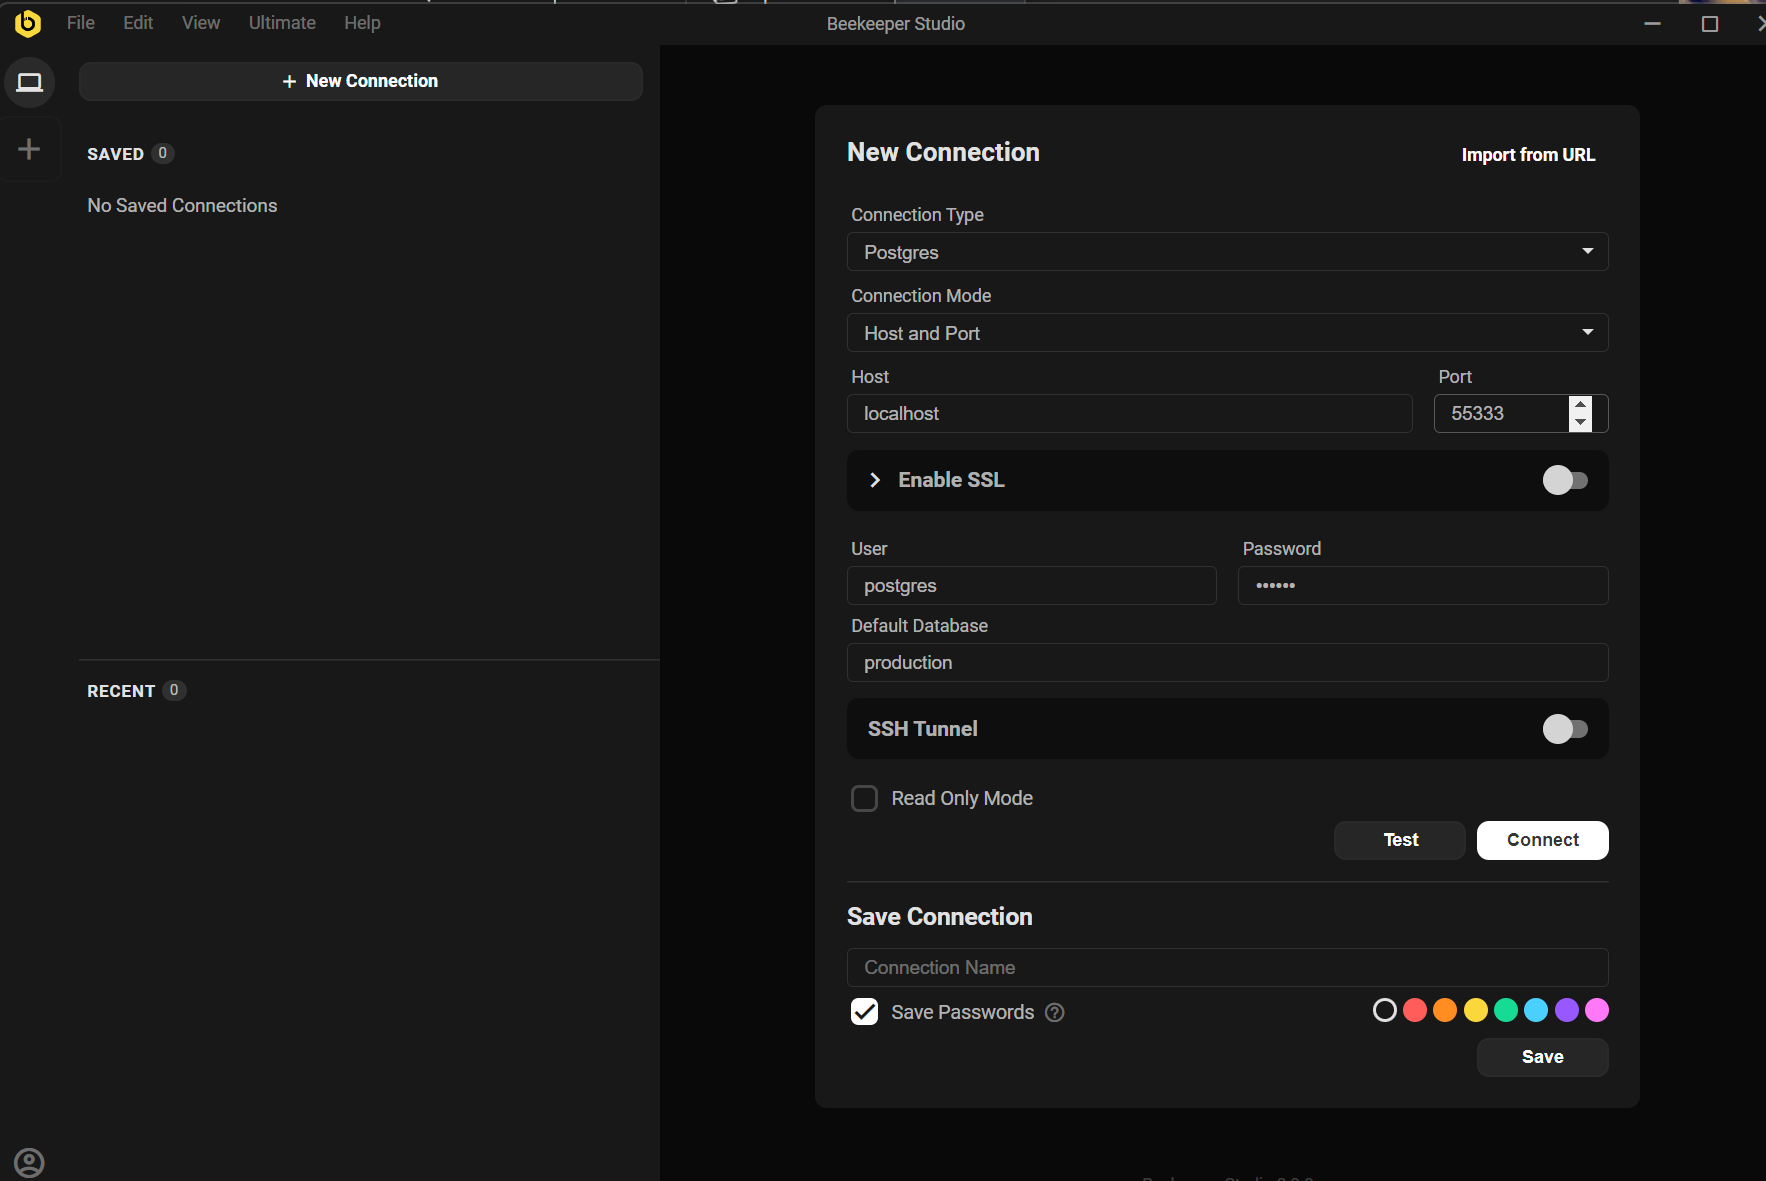 File Edit View Ultimate Help
Beekeeper Studio
+ New Connection
SAVED 0
No Saved Connections
RECENT 0
New Connection
Import from URL
Connection Type
Postgres
Connection Mode
Host and Port
Host Port
localhost 55333
Enable SSL
User Password
postgres ••••••
Default Database
production
SSH Tunnel
Read Only Mode
Test Connect
Save Connection
Connection Name
Save Passwords ?
Save